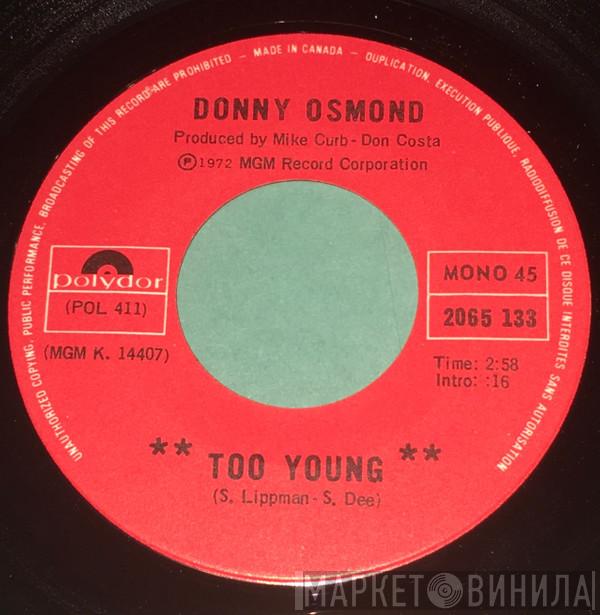 UNAUTHORIZED COPYING, PUBLIC PERFORMANCE, BROADCASTING OF THIS RECORD ARE PROHIBITED – MADE IN CANADA – DUPLICATION, EXECUTION PUBLIQUE, RADIODIFFUSION DE CE DISQUE INTERDITES SANS AUTORISATION
DONNY OSMOND
Produced by Mike Curb - Don Costa
Ⓟ1972 MGM Record Corporation
polydor
(POL 411)
(MGM K. 14407)
MONO 45
2065 133
Time: 2:58
Intro: :16
** TOO YOUNG **
(S. Lippman - S. Dee)
МАРКЕТ ВИНИЛА